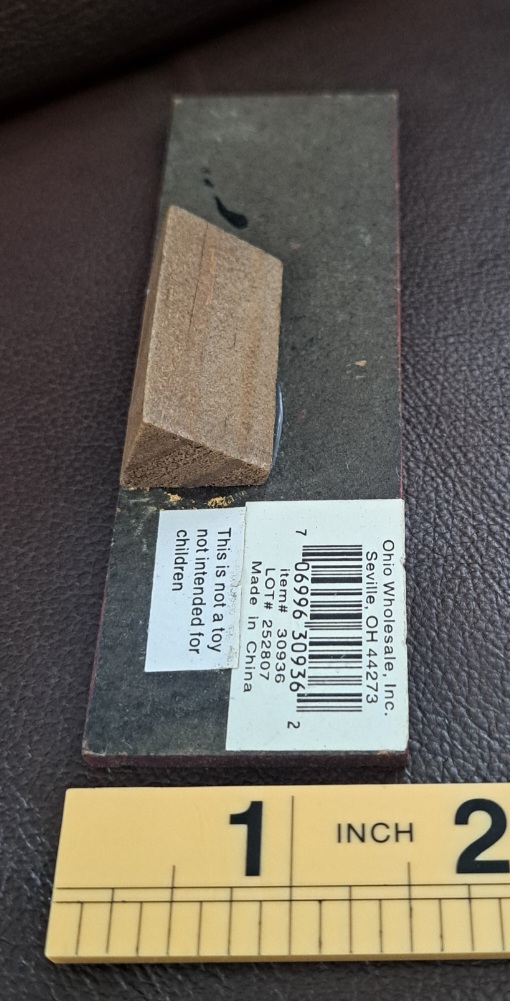 Ohio Wholesale, Inc.
Seville, OH 44273
7 06996 30936 2
item# 30936
LOT# 252807
Made in China
This is not a toy
not intended for
children
1 INCH 2